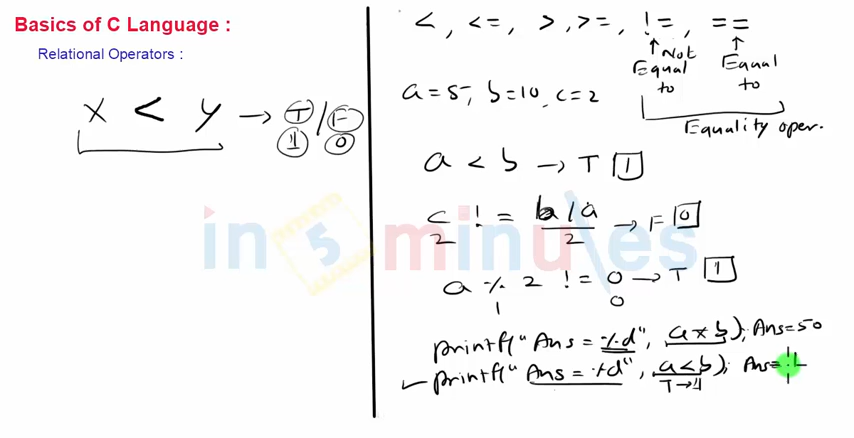 Basics of C Language :
Relational Operators :
x < y → T / F
1 0
< , <= , > , >= , != , ==
Not Equal to
Equal to
Equality oper.
a = 5, b = 10, c = 2
a < b → T 1
c != b/a → F 0
2 2
a % 2 != 0 → T 1
1 0
printf("Ans = %d", a x b); Ans = 50
printf("Ans = %d", a < b); Ans = 1
T → 1
in 5 minutes